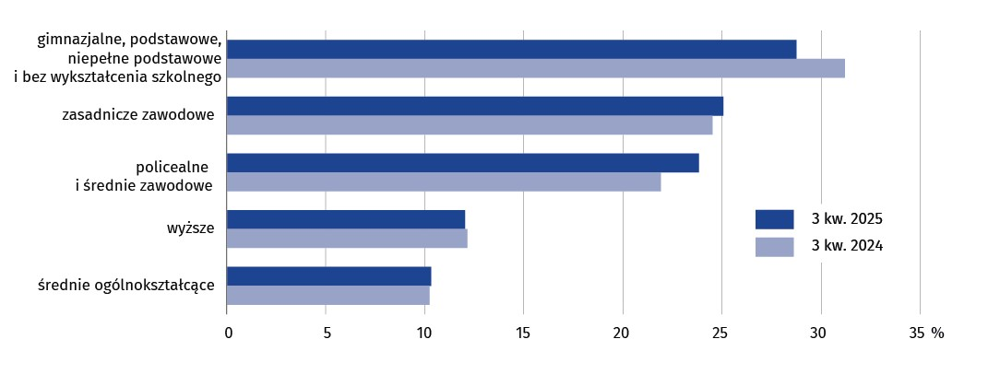 gimnazjalne, podstawowe,
niepełne podstawowe
i bez wykształcenia szkolnego
zasadnicze zawodowe
policealne
i średnie zawodowe
wyższe
średnie ogólnokształcące
3 kw. 2025
3 kw. 2024
0 5 10 15 20 25 30 35 %